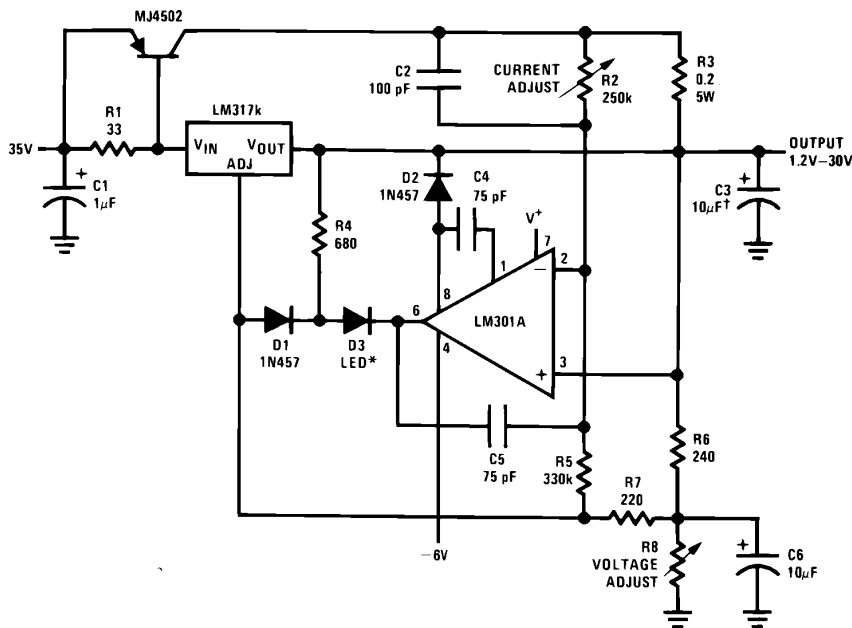 MJ4502
C2
100 pF
CURRENT
ADJUST
R2
250k
R3
0.2
5W
R1
33
LM317k
35V
VIN
VOUT
ADJ
OUTPUT
1.2V–30V
C1
1μF
+
D2
1N457
C4
75 pF
V+
7
C3
10μF†
+
R4
680
1
2
−
8
6
LM301A
4
3
+
D1
1N457
D3
LED*
C5
75 pF
R5
330k
R6
240
R7
220
−6V
R8
VOLTAGE
ADJUST
+
C6
10μF